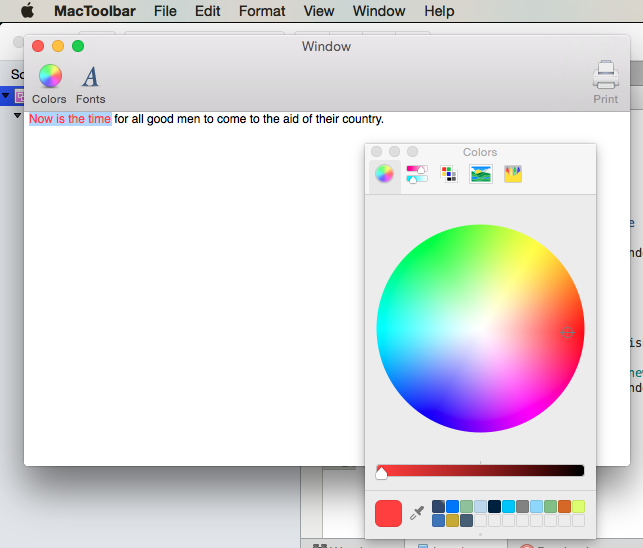 MacToolbar File Edit Format View Window Help
Window
Colors Fonts Print
Now is the time for all good men to come to the aid of their country.
Colors